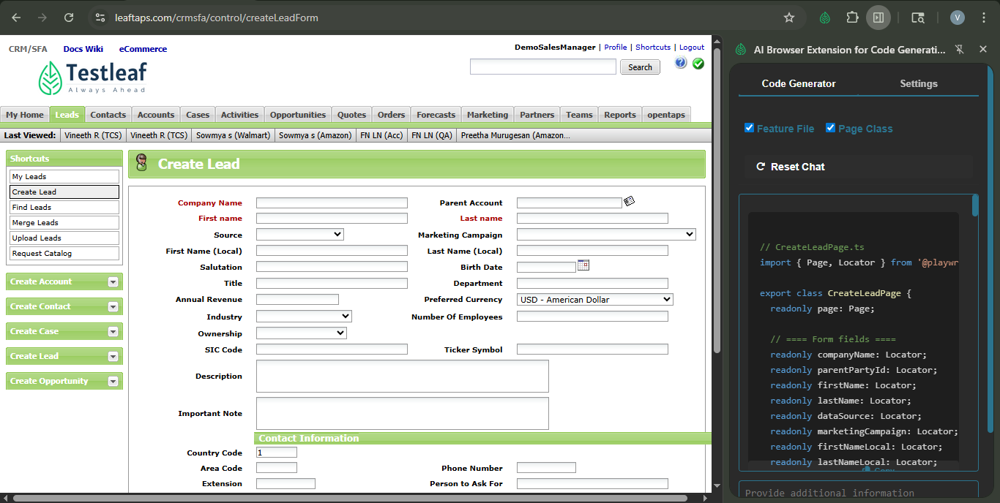 leaftaps.com/crmsfa/control/createLeadForm
V
CRM/SFA Docs Wiki eCommerce
DemoSalesManager | Profile | Shortcuts | Logout
Testleaf
Always Ahead
Search
My Home Leads Contacts Accounts Cases Activities Opportunities Quotes Orders Forecasts Marketing Partners Teams Reports opentaps
Last Viewed: Vineeth R (TCS) Vineeth R (TCS) Sowmya s (Walmart) Sowmya s (Amazon) FN LN (Acc) FN LN (QA) Preetha Murugesan (Amazon...
Shortcuts
My Leads
Create Lead
Find Leads
Merge Leads
Upload Leads
Request Catalog
Create Account
Create Contact
Create Case
Create Lead
Create Opportunity
Create Lead
Company Name Parent Account
First name Last name
Source Marketing Campaign
First Name (Local) Last Name (Local)
Salutation Birth Date
Title Department
Annual Revenue Preferred Currency USD - American Dollar
Industry Number Of Employees
Ownership
SIC Code Ticker Symbol
Description
Important Note
Contact Information
Country Code 1
Area Code Phone Number
Extension Person to Ask For
AI Browser Extension for Code Generati...
Code Generator Settings
Feature File Page Class
Reset Chat
// CreateLeadPage.ts
import { Page, Locator } from '@playwr
export class CreateLeadPage {
readonly page: Page;
// ==== Form fields ====
readonly companyName: Locator;
readonly parentPartyId: Locator;
readonly firstName: Locator;
readonly lastName: Locator;
readonly dataSource: Locator;
readonly marketingCampaign: Locator;
readonly firstNameLocal: Locator;
readonly lastNameLocal: Locator;
Copy
Provide additional information